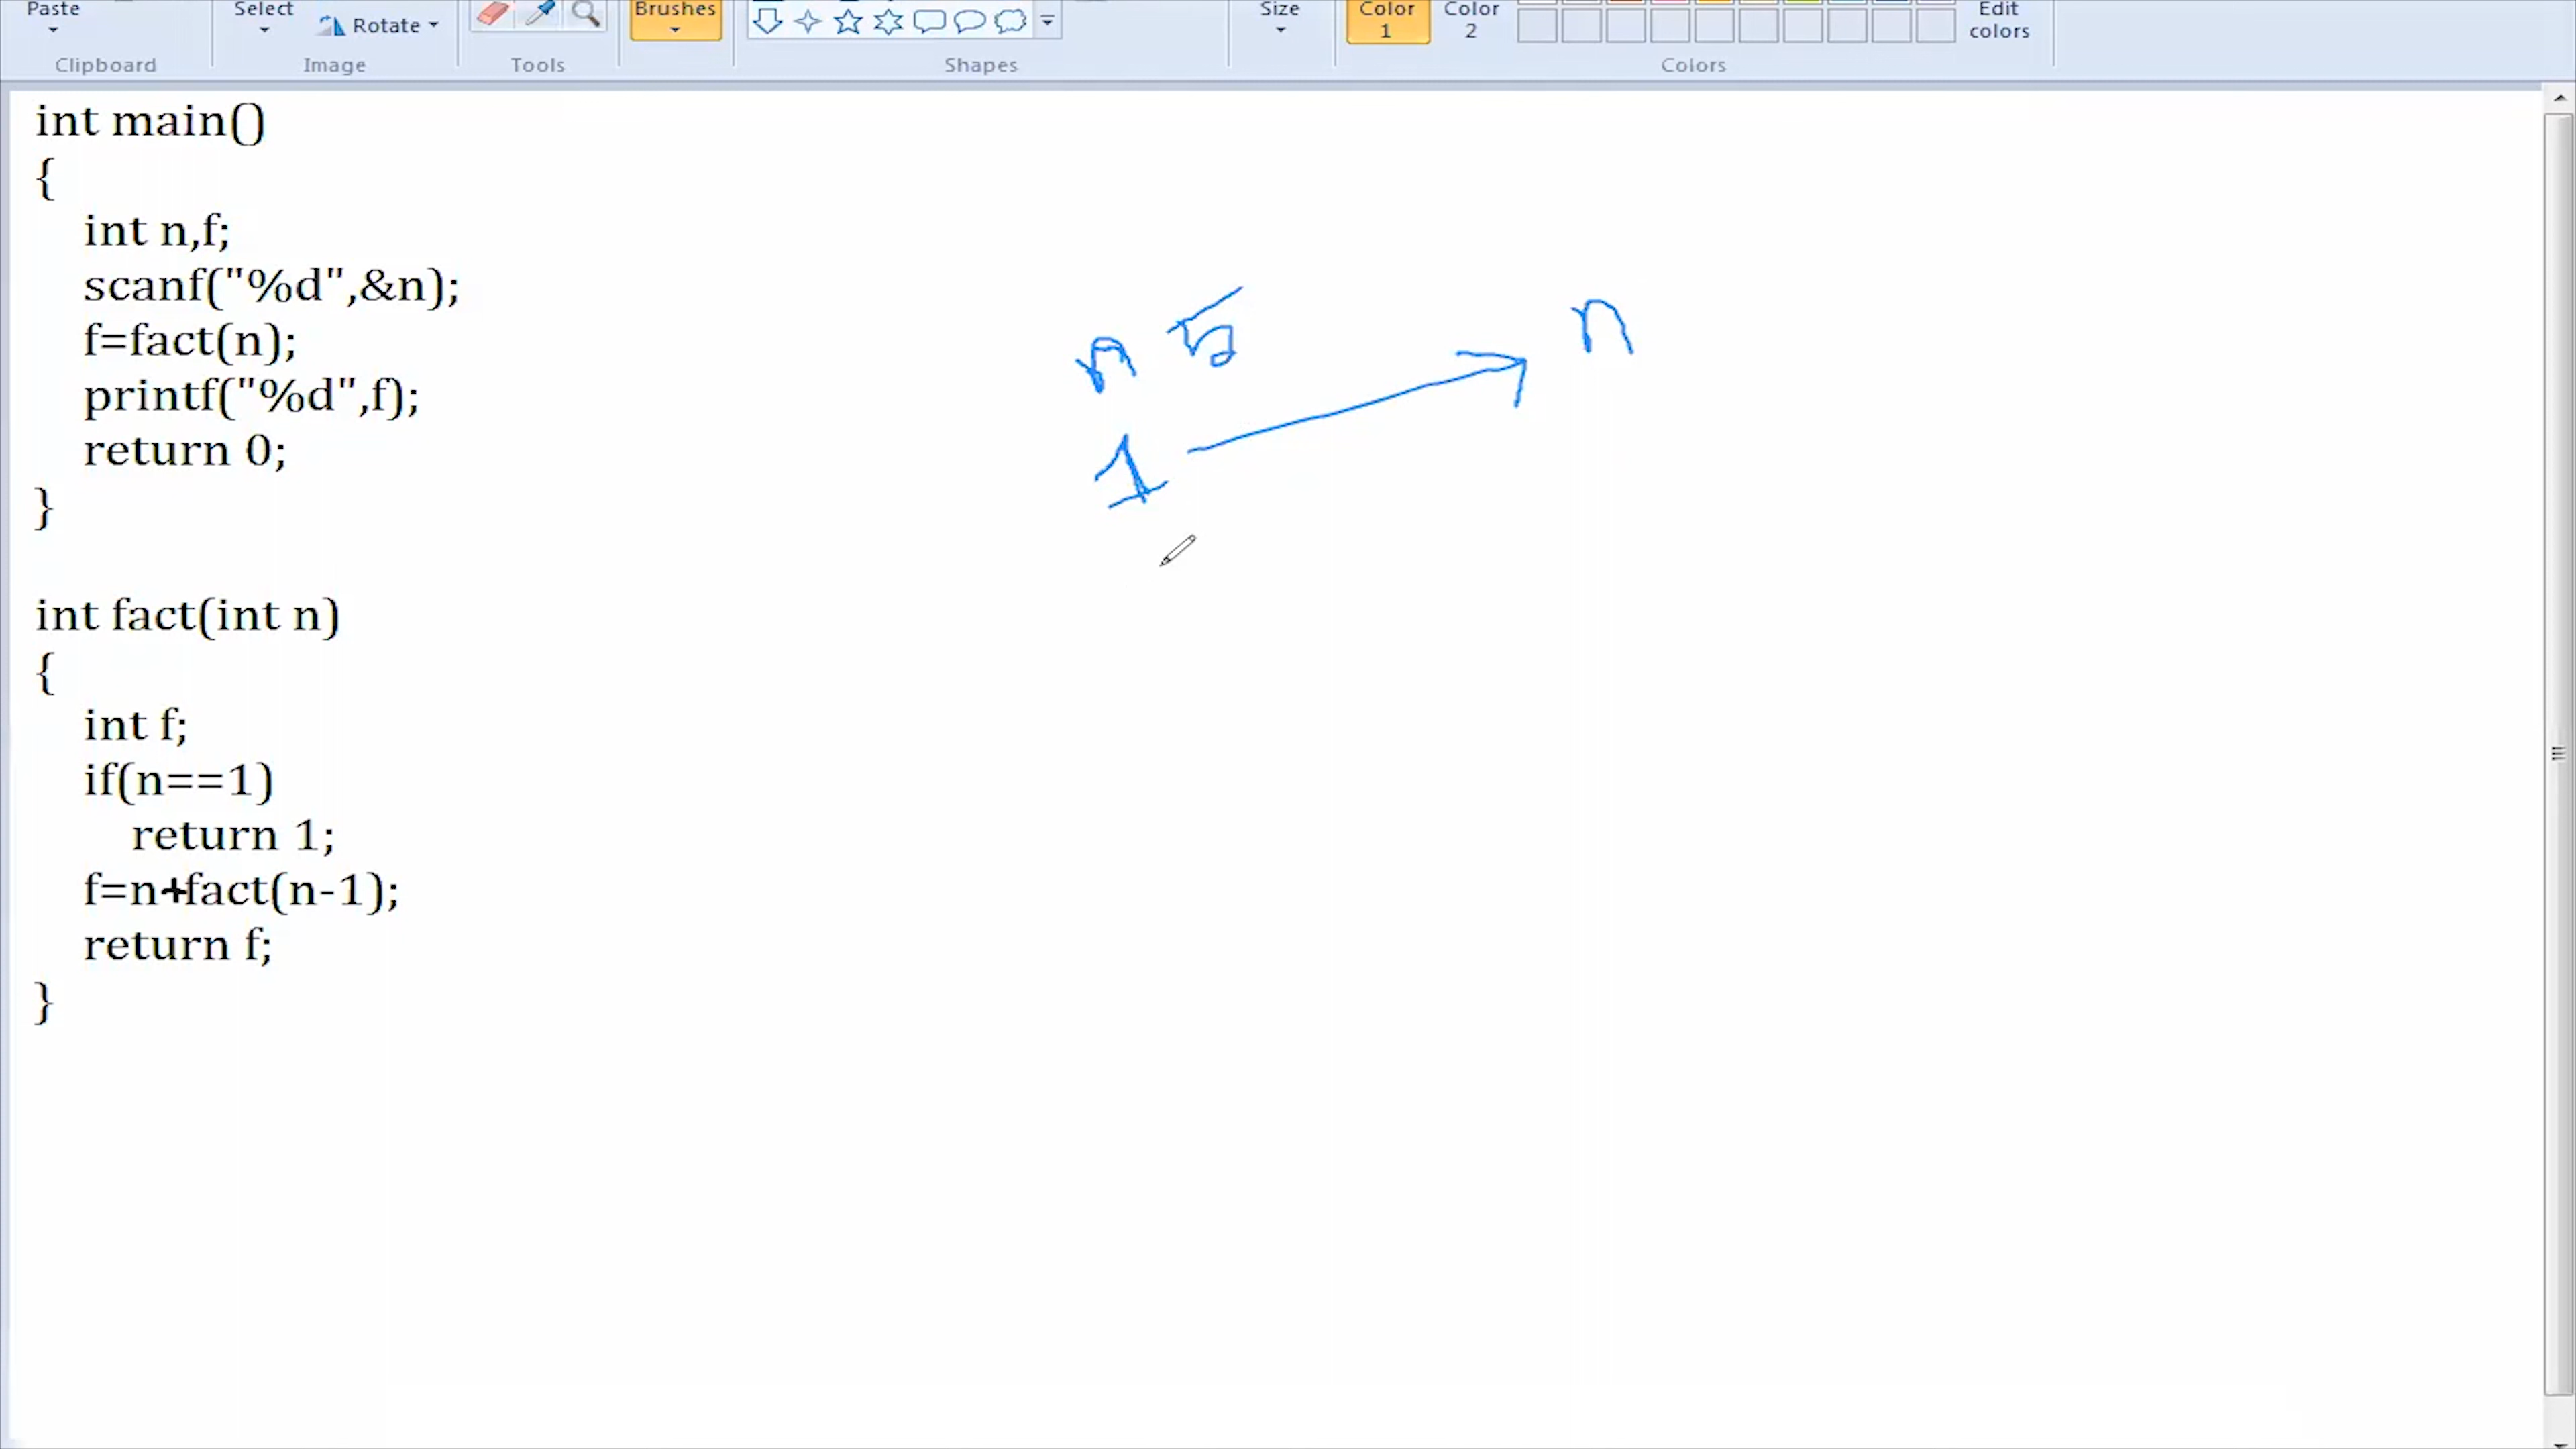 Paste
Select
Rotate
Brushes
Size
Color 1
Color 2
Edit colors
Clipboard
Image
Tools
Shapes
Colors
int main()
{
int n,f;
scanf("%d",&n);
f=fact(n);
printf("%d",f);
return 0;
}
int fact(int n)
{
int f;
if(n==1)
return 1;
f=n+fact(n-1);
return f;
}
n 5
n
1